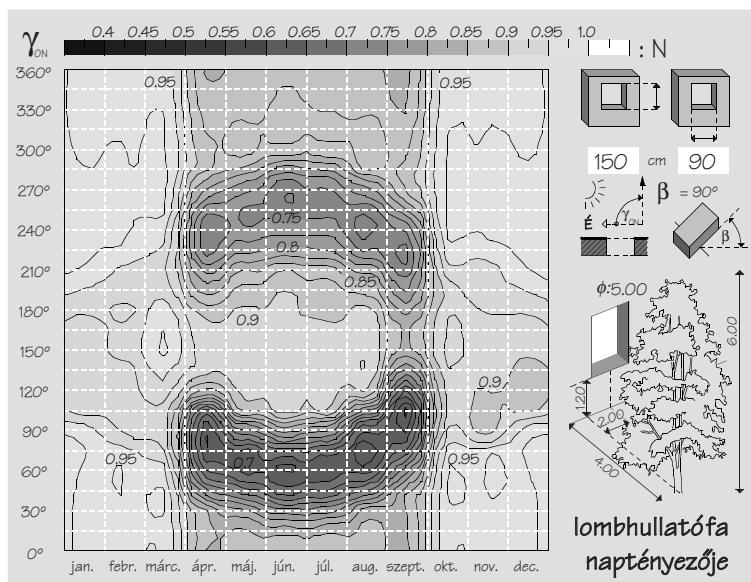 0.4 0.45 0.5 0.55 0.6 0.65 0.7 0.75 0.8 0.85 0.9 0.95 1.0
γON
: N
360°
330°
300°
270°
240°
210°
180°
150°
120°
90°
60°
30°
0°
0.95
0.95
0.75
0.8
0.85
0.9
0.9
0.95
0.7
0.95
jan. febr. márc. ápr. máj. jún. júl. aug. szept. okt. nov. dec.
150 cm 90
β = 90°
É γON
β
ϕ:5.00
6.00
1.20
2.00
4.00
lombhullató fa
naptényezője